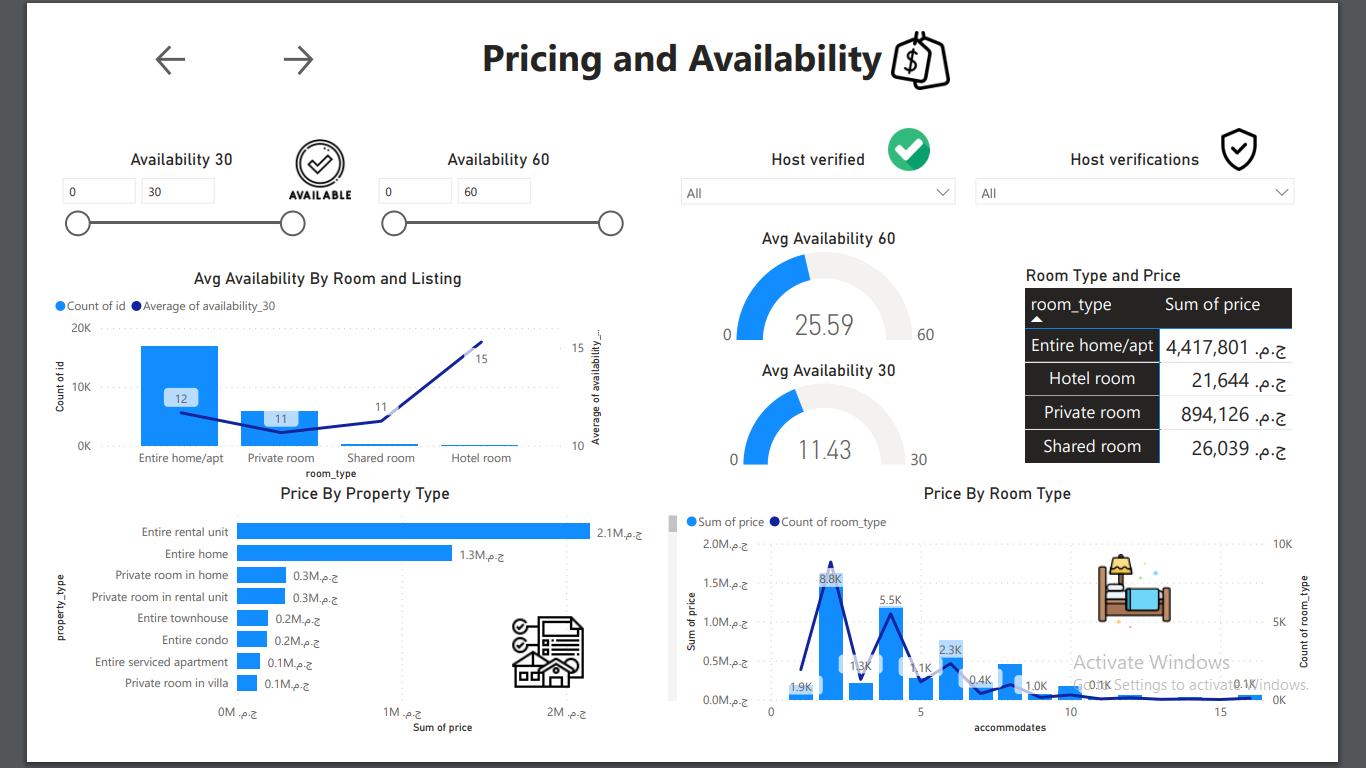 Pricing and Availability
Availability 30
AVAILABLE
Availability 60
Host verified
Host verifications
0
30
0
60
All
All
Avg Availability By Room and Listing
Count of id
Average of availability_30
20K
10K
0K
Count of id
12
11
11
15
15
10
Average of availability_...
Entire home/apt
Private room
Shared room
Hotel room
room_type
Avg Availability 60
25.59
0
60
Avg Availability 30
11.43
0
30
Room Type and Price
room_type Sum of price
Entire home/apt ج.م. 4,417,801
Hotel room ج.م. 21,644
Private room ج.م. 894,126
Shared room ج.م. 26,039
Price By Property Type
property_type
Entire rental unit ج.م.2.1M
Entire home ج.م.1.3M
Private room in home ج.م.0.3M
Private room in rental unit ج.م.0.3M
Entire townhouse ج.م.0.2M
Entire condo ج.م.0.2M
Entire serviced apartment ج.م.0.1M
Private room in villa ج.م.0.1M
ج.م. 0M
ج.م. 1M
ج.م. 2M
Sum of price
Price By Room Type
Sum of price
Count of room_type
ج.م.2.0M
ج.م.1.5M
ج.م.1.0M
ج.م.0.5M
ج.م.0.0M
Sum of price
1.9K
8.8K
1.3K
5.5K
1.1K
2.3K
0.4K
1.0K
0.1K
0.1K
10K
5K
0K
Count of room_type
0
5
10
15
accommodates
Activate Windows
Go to Settings to activate Windows.